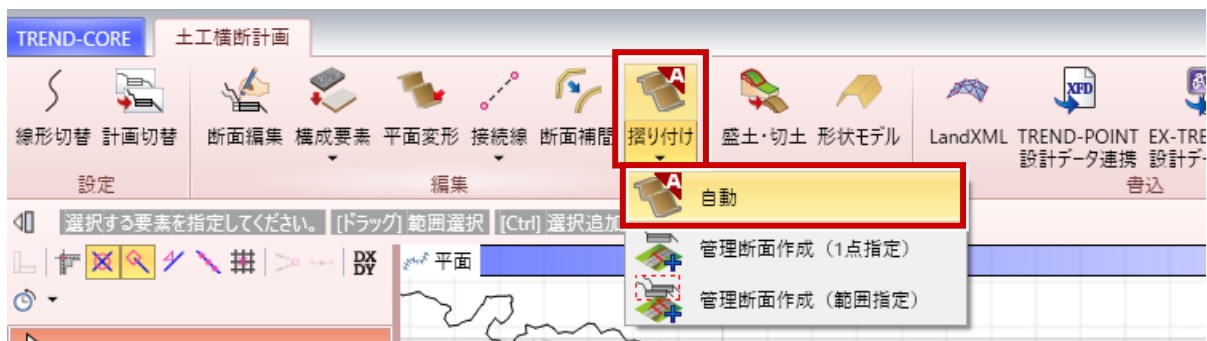 TREND-CORE 土工横断計画
線形切替 計画切替 断面編集 構成要素 平面変形 接続線 断面補間 摺り付け 盛土・切土 形状モデル LandXML TREND-POINT
設計データ連携
設定 編集 書込
自動
選択する要素を指定してください。 [ドラッグ] 範囲選択 [Ctrl] 選択追加
管理断面作成（1点指定）
DX
DY
平面
管理断面作成（範囲指定）